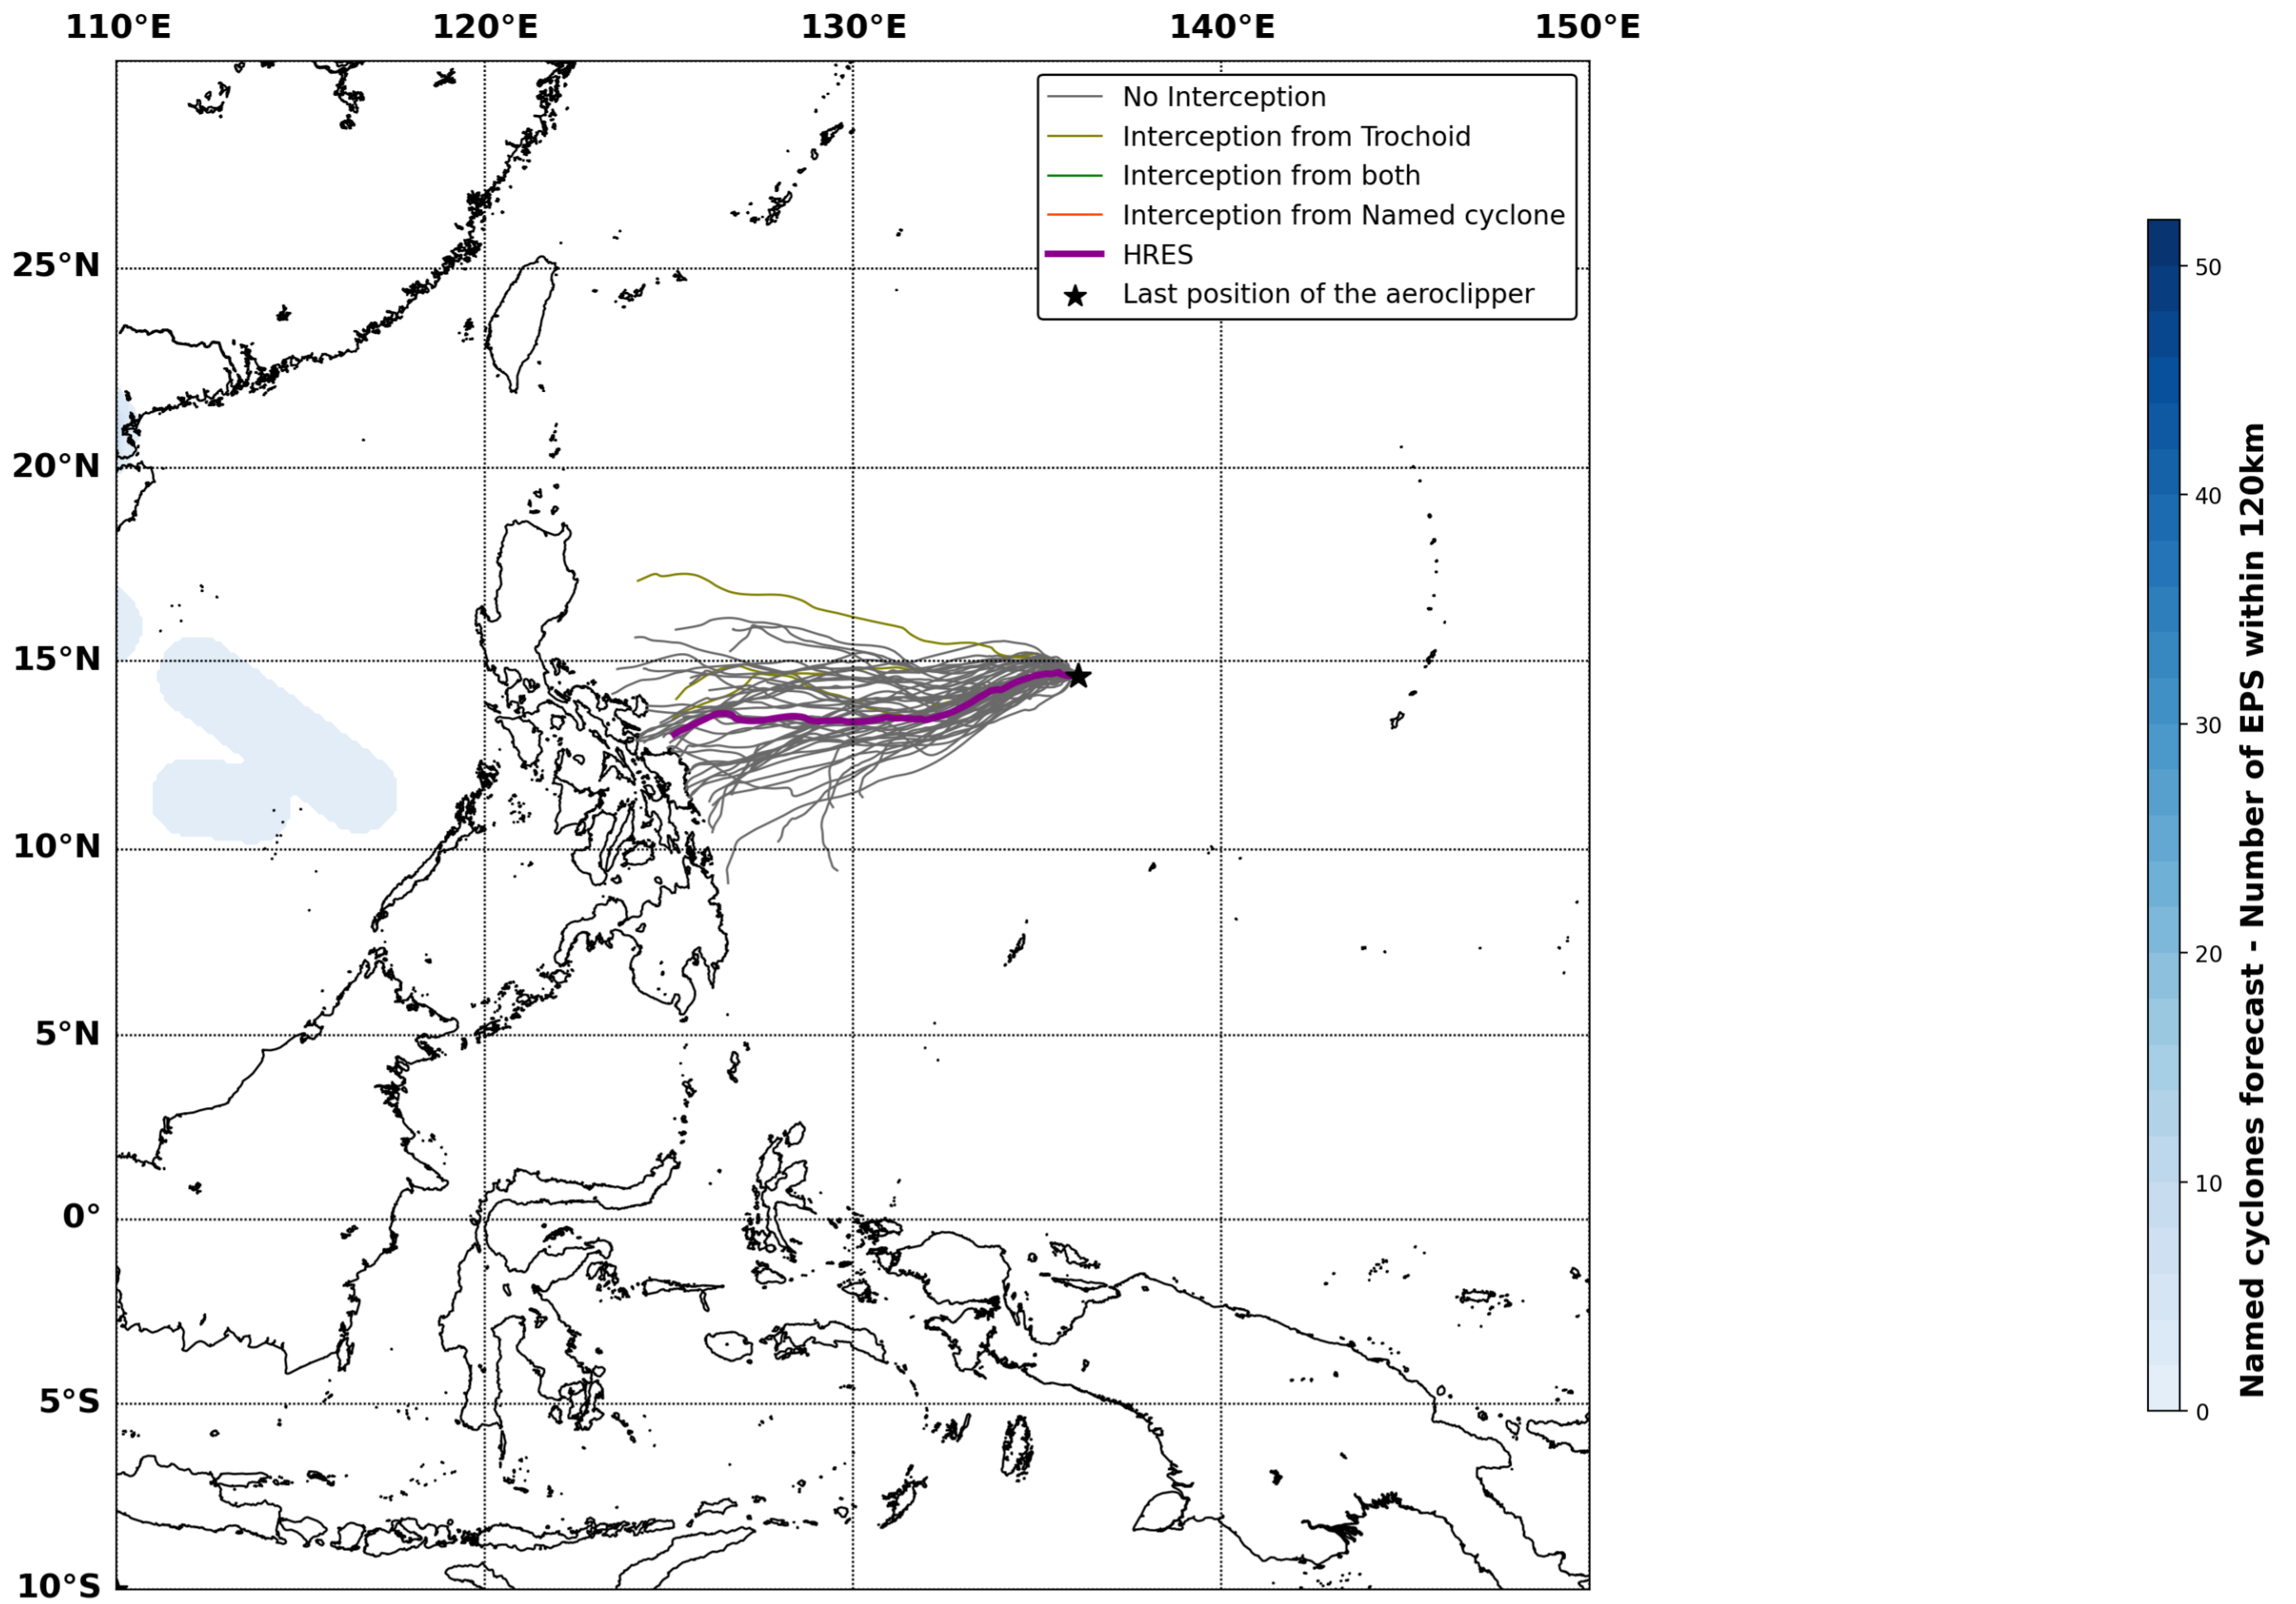 110°E 120°E 130°E 140°E 150°E
No Interception
Interception from Trochoid
Interception from both
Interception from Named cyclone
HRES
Last position of the aeroclipper
25°N
20°N
15°N
10°N
5°N
0°
5°S
10°S
50
40
30
20
10
0
Named cyclones forecast - Number of EPS within 120km